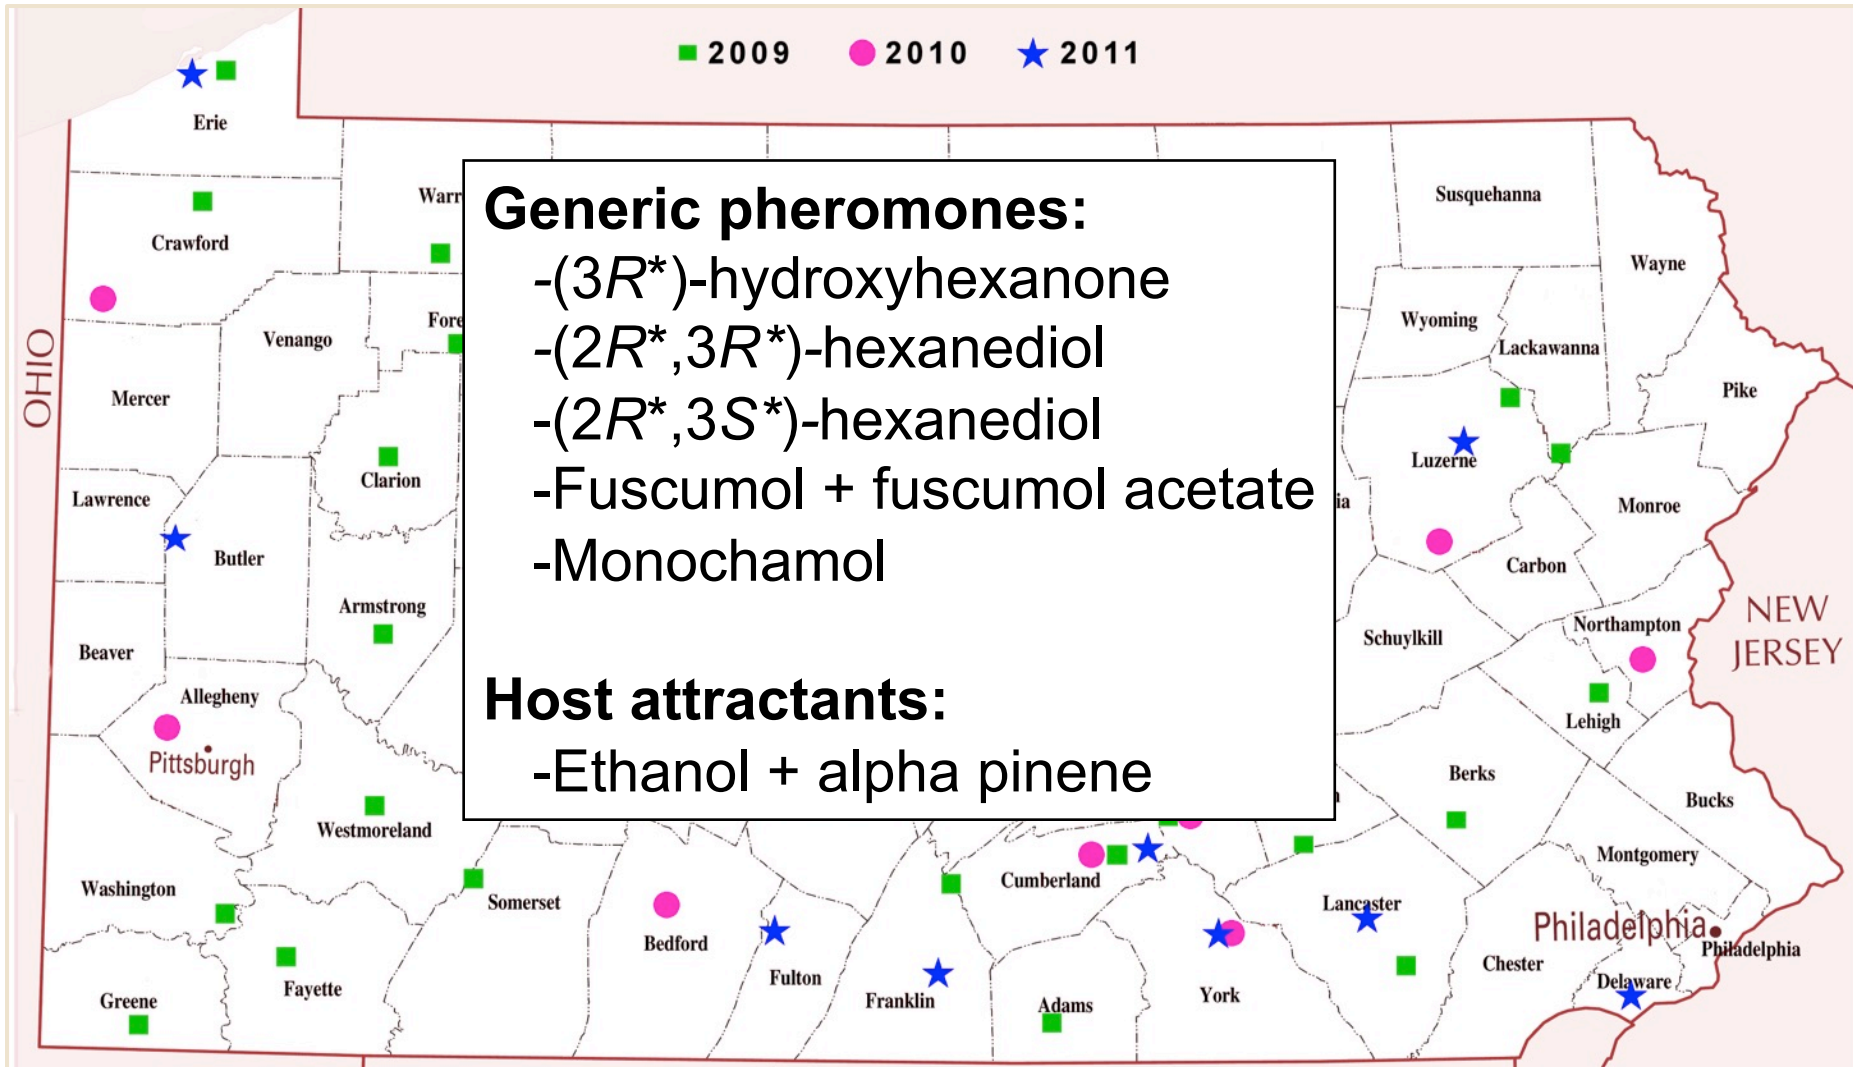 2009 2010 2011
Erie
Crawford
Warr
Susquehanna
Wayne
Generic pheromones:
-(3R*)-hydroxyhexanone
-(2R*,3R*)-hexanediol
-(2R*,3S*)-hexanediol
-Fuscumol + fuscumol acetate
-Monochamol
Host attractants:
-Ethanol + alpha pinene
OHIO
Venango
Fore
Wyoming
Lackawanna
Mercer
Pike
Clarion
Luzerne
Lawrence
ia
Monroe
Butler
Carbon
Armstrong
NEW
JERSEY
Northampton
Schuylkill
Beaver
Allegheny
Pittsburgh
Lehigh
Berks
Bucks
Westmoreland
Montgomery
Washington
Somerset
Cumberland
Lancaster
Bedford
Philadelphia
Philadelphia
Chester
Fulton
Delaware
Fayette
Greene
Franklin
Adams
York